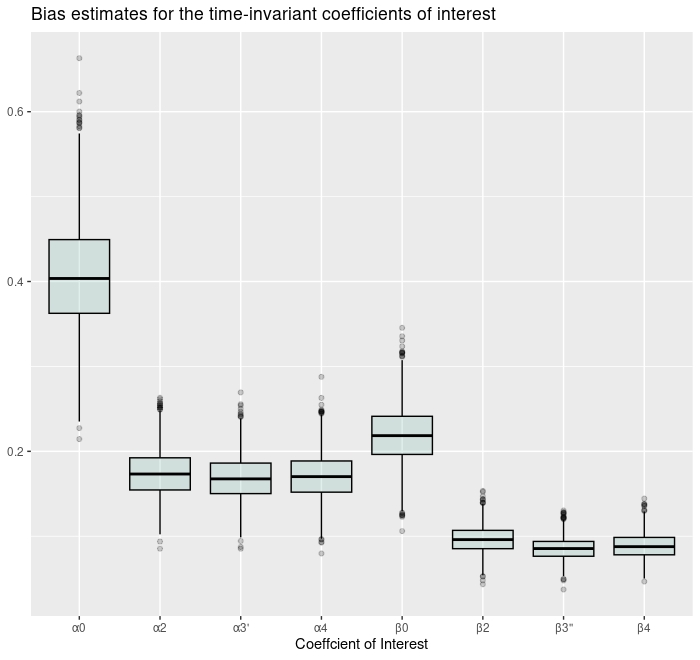 Bias estimates for the time-invariant coefficients of interest
0.6
0.4
0.2
α0 α2 α3' α4 β0 β2 β3" β4
Coeffcient of Interest